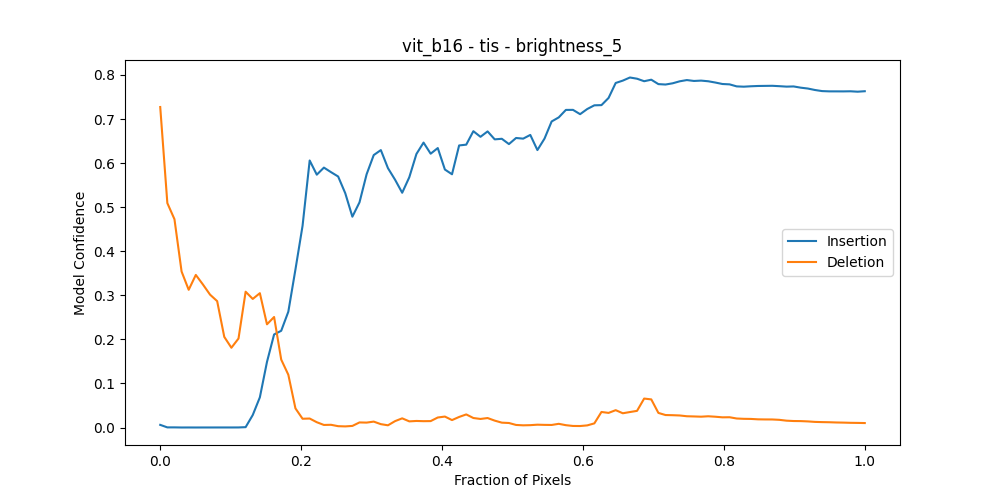 vit_b16 - tis - brightness_5
0.8
0.7
0.6
0.5
0.4
0.3
0.2
0.1
0.0
Model Confidence
Insertion
Deletion
0.0 0.2 0.4 0.6 0.8 1.0
Fraction of Pixels